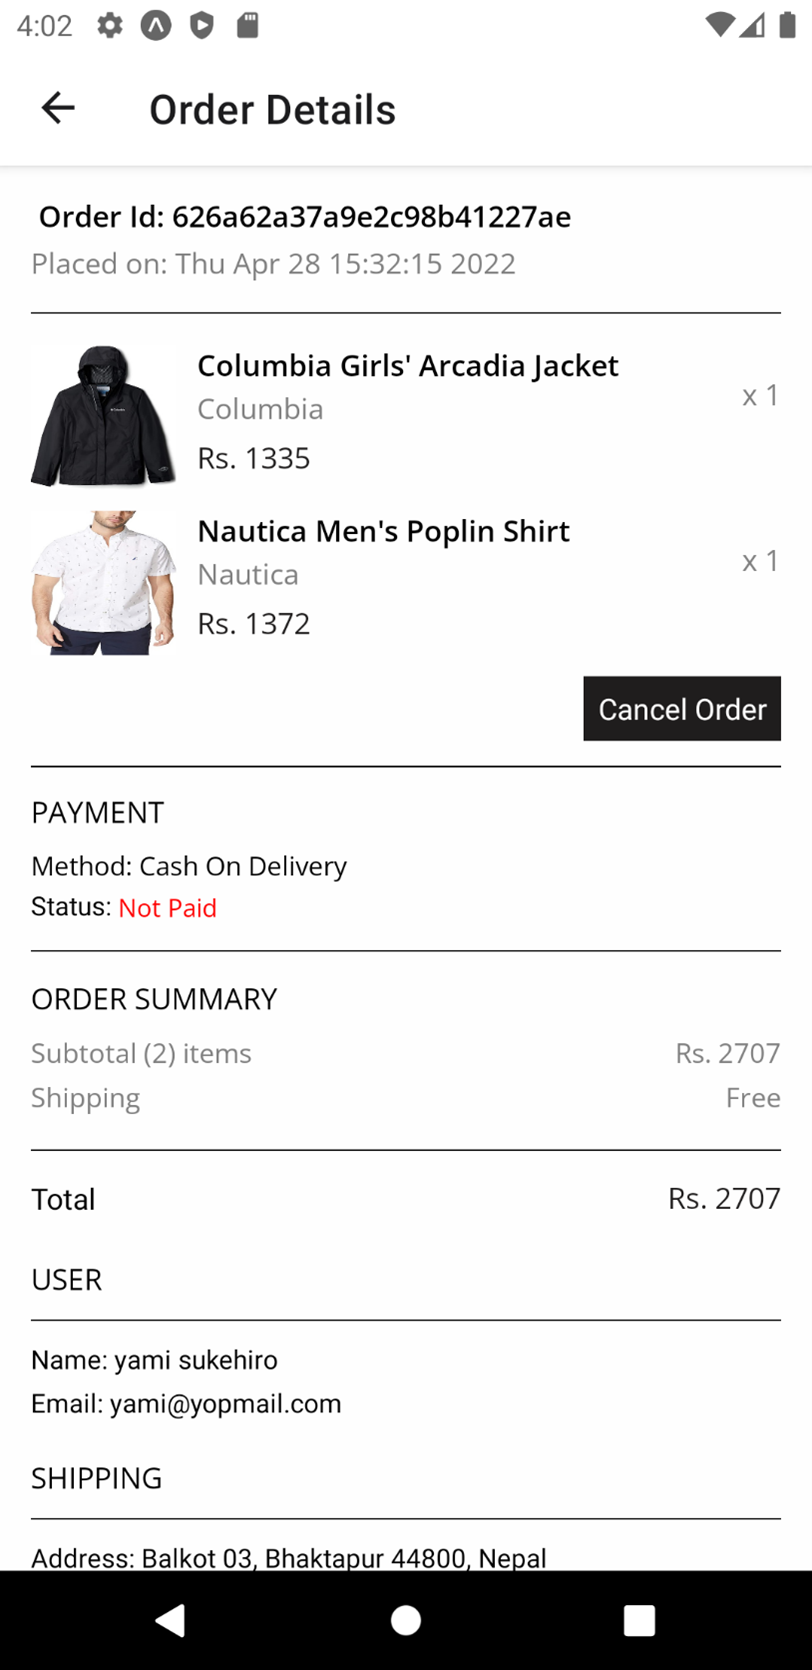 4:02
Order Details
Order Id: 626a62a37a9e2c98b41227ae
Placed on: Thu Apr 28 15:32:15 2022
Columbia Girls' Arcadia Jacket
Columbia
x 1
Rs. 1335
Nautica Men's Poplin Shirt
Nautica
x 1
Rs. 1372
Cancel Order
PAYMENT
Method: Cash On Delivery
Status: Not Paid
ORDER SUMMARY
Subtotal (2) items Rs. 2707
Shipping Free
Total Rs. 2707
USER
Name: yami sukehiro
Email: yami@yopmail.com
SHIPPING
Address: Balkot 03, Bhaktapur 44800, Nepal